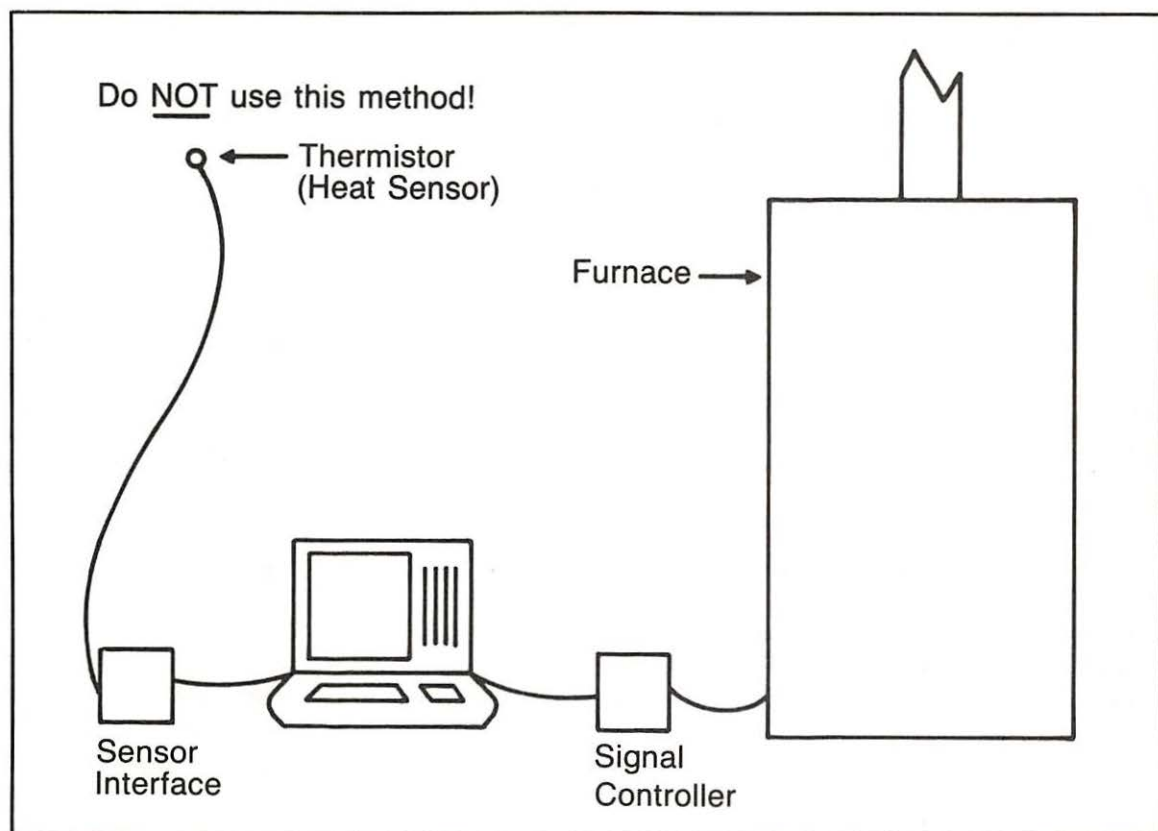 Do NOT use this method!
Thermistor
(Heat Sensor)
Furnace
Sensor
Interface
Signal
Controller